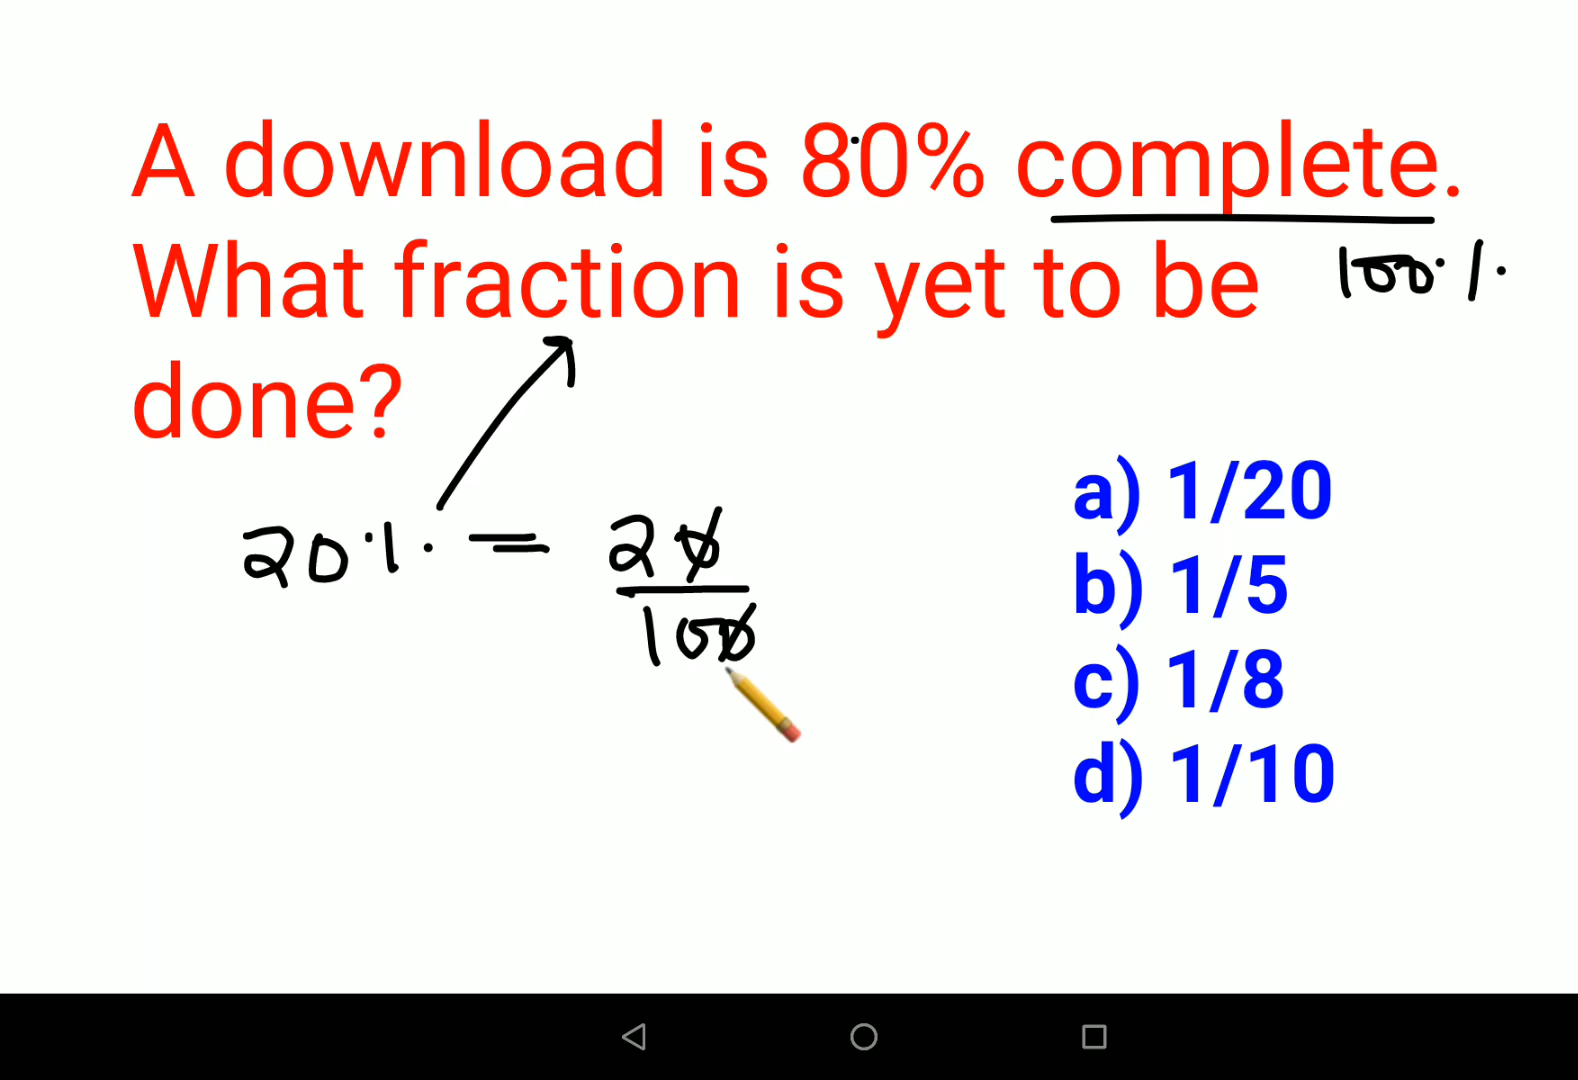 A download is 80% complete.
What fraction is yet to be
100%
done?
20% = 20/100
a) 1/20
b) 1/5
c) 1/8
d) 1/10